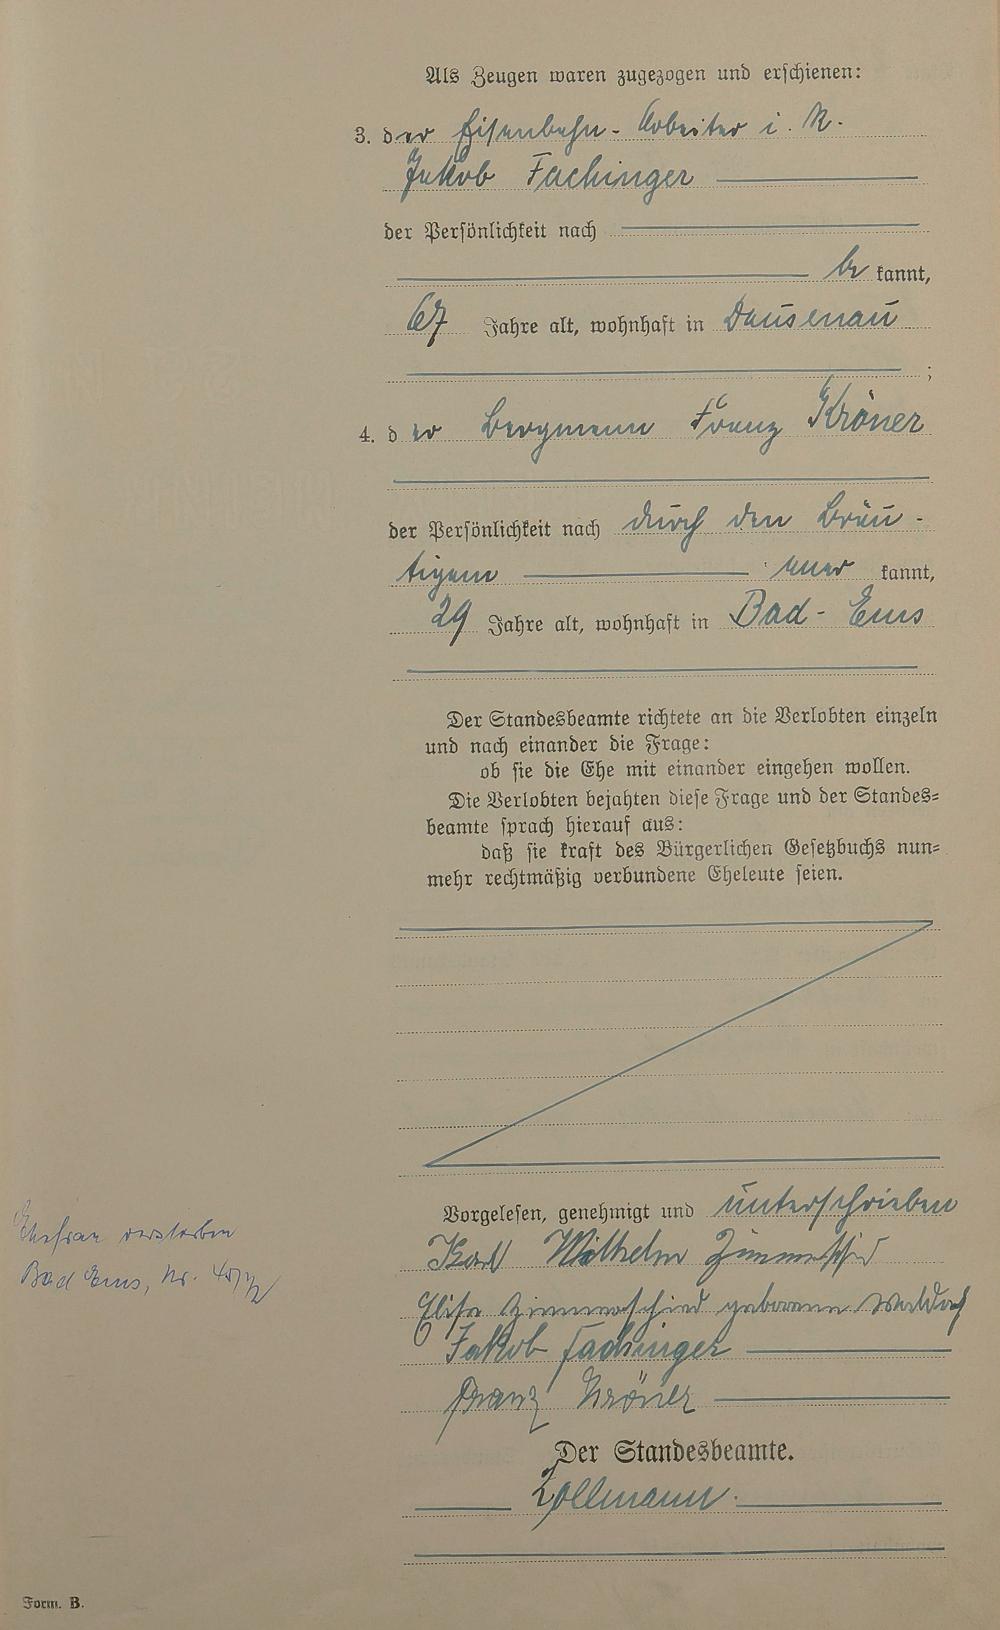 Als Zeugen waren zugezogen und erschienen:
3. der Eisenbahn-Arbeiter i. R.
Jakob Fachinger
der Persönlichkeit nach
be kannt,
67 Jahre alt, wohnhaft in Dausenau
;
4. der Bergmann Franz Kröner
der Persönlichkeit nach durch den Bräu-
tigam aner kannt,
29 Jahre alt, wohnhaft in Bad-Ems
Der Standesbeamte richtete an die Verlobten einzeln
und nach einander die Frage:
ob sie die Ehe mit einander eingehen wollen.
Die Verlobten bejahten diese Frage und der Standes-
beamte sprach hierauf aus:
daß sie kraft des Bürgerlichen Gesetzbuchs nun-
mehr rechtmäßig verbundene Eheleute seien.
Vorgelesen, genehmigt und unterschrieben
Karl Wilhelm Zimmerschied
Elisa Zimmerschied geborene
Jakob Fachinger
Franz Kröner
Der Standesbeamte.
Zollmann.
Ehefrau verstorben
Bad Ems, Nr.
Form. B.